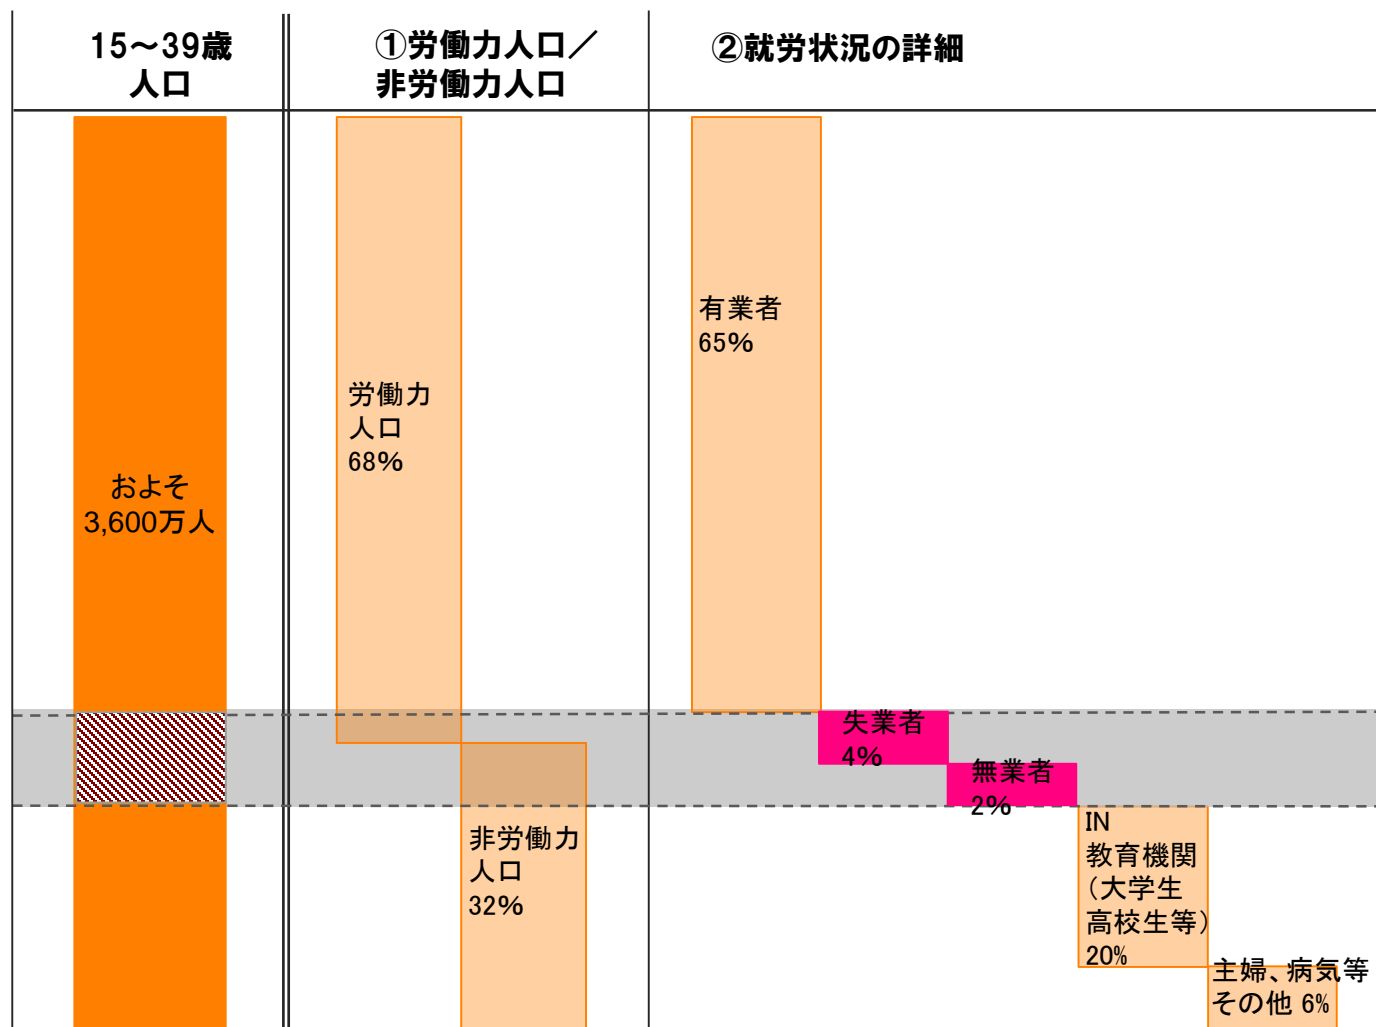 15～39歳
人口
①労働力人口／
非労働力人口
②就労状況の詳細
およそ
3,600万人
労働力
人口
68%
非労働力
人口
32%
有業者
65%
失業者
4%
無業者
2%
IN
教育機関
（大学生
高校生等）
20%
主婦、病気等
その他 6%